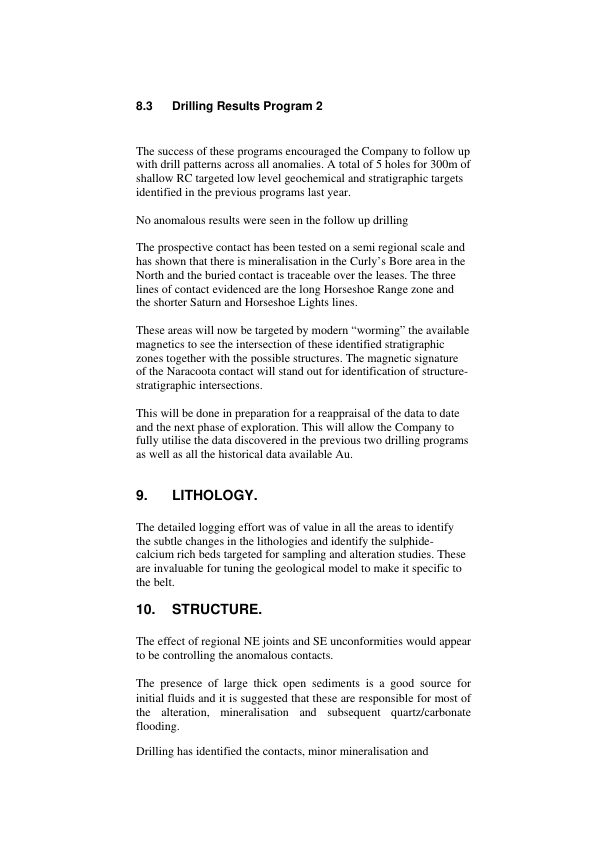 8.3 Drilling Results Program 2
The success of these programs encouraged the Company to follow up
with drill patterns across all anomalies. A total of 5 holes for 300m of
shallow RC targeted low level geochemical and stratigraphic targets
identified in the previous programs last year.
No anomalous results were seen in the follow up drilling
The prospective contact has been tested on a semi regional scale and
has shown that there is mineralisation in the Curly's Bore area in the
North and the buried contact is traceable over the leases. The three
lines of contact evidenced are the long Horseshoe Range zone and
the shorter Saturn and Horseshoe Lights lines.
These areas will now be targeted by modern “worming” the available
magnetics to see the intersection of these identified stratigraphic
zones together with the possible structures. The magnetic signature
of the Naracoota contact will stand out for identification of structure-
stratigraphic intersections.
This will be done in preparation for a reappraisal of the data to date
and the next phase of exploration. This will allow the Company to
fully utilise the data discovered in the previous two drilling programs
as well as all the historical data available Au.
9. LITHOLOGY.
The detailed logging effort was of value in all the areas to identify
the subtle changes in the lithologies and identify the sulphide-
calcium rich beds targeted for sampling and alteration studies. These
are invaluable for tuning the geological model to make it specific to
the belt.
10. STRUCTURE.
The effect of regional NE joints and SE unconformities would appear
to be controlling the anomalous contacts.
The presence of large thick open sediments is a good source for
initial fluids and it is suggested that these are responsible for most of
the alteration, mineralisation and subsequent quartz/carbonate
flooding.
Drilling has identified the contacts, minor mineralisation and